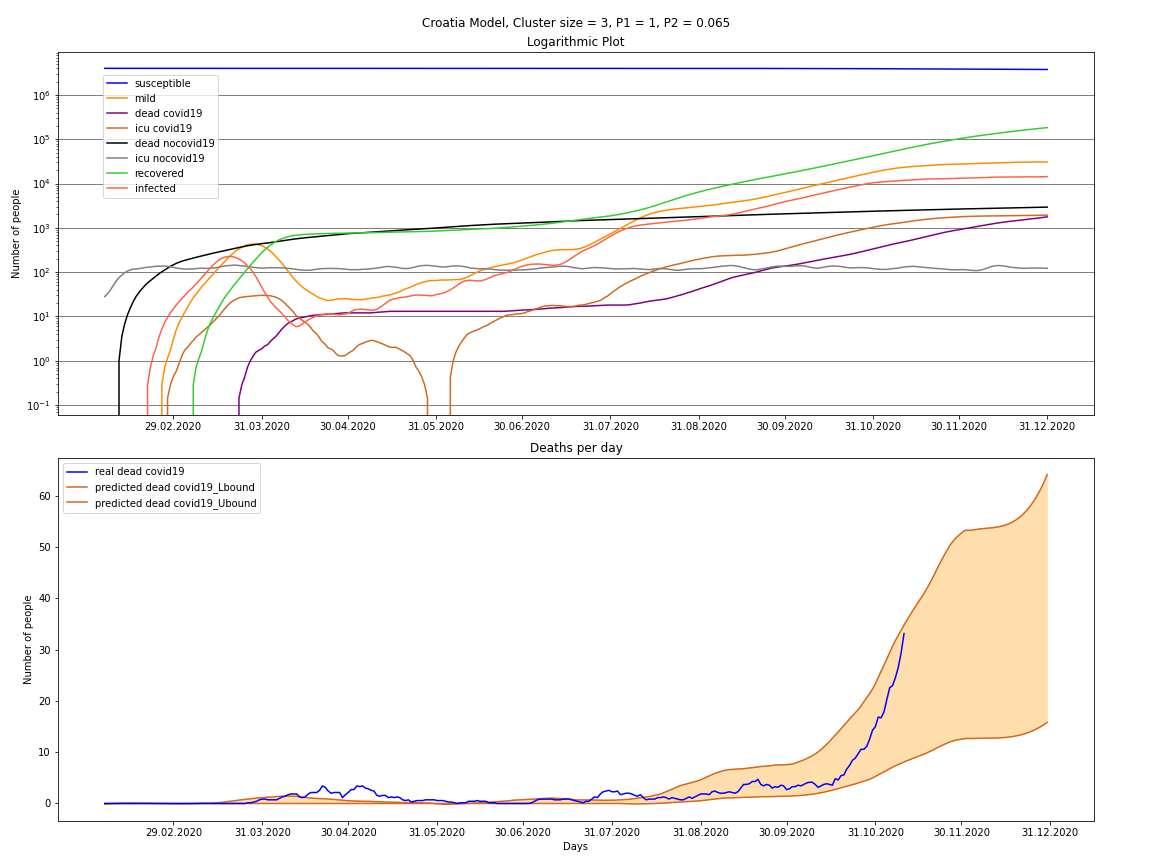 Croatia Model, Cluster size = 3, P1 = 1, P2 = 0.065
Logarithmic Plot
Number of people
10⁶
10⁵
10⁴
10³
10²
10¹
10⁰
10⁻¹
susceptible
mild
dead covid19
icu covid19
dead nocovid19
icu nocovid19
recovered
infected
29.02.2020 31.03.2020 30.04.2020 31.05.2020 30.06.2020 31.07.2020 31.08.2020 30.09.2020 31.10.2020 30.11.2020 31.12.2020
Deaths per day
Number of people
60
50
40
30
20
10
0
real dead covid19
predicted dead covid19_Lbound
predicted dead covid19_Ubound
29.02.2020 31.03.2020 30.04.2020 31.05.2020 30.06.2020 31.07.2020 31.08.2020 30.09.2020 31.10.2020 30.11.2020 31.12.2020
Days